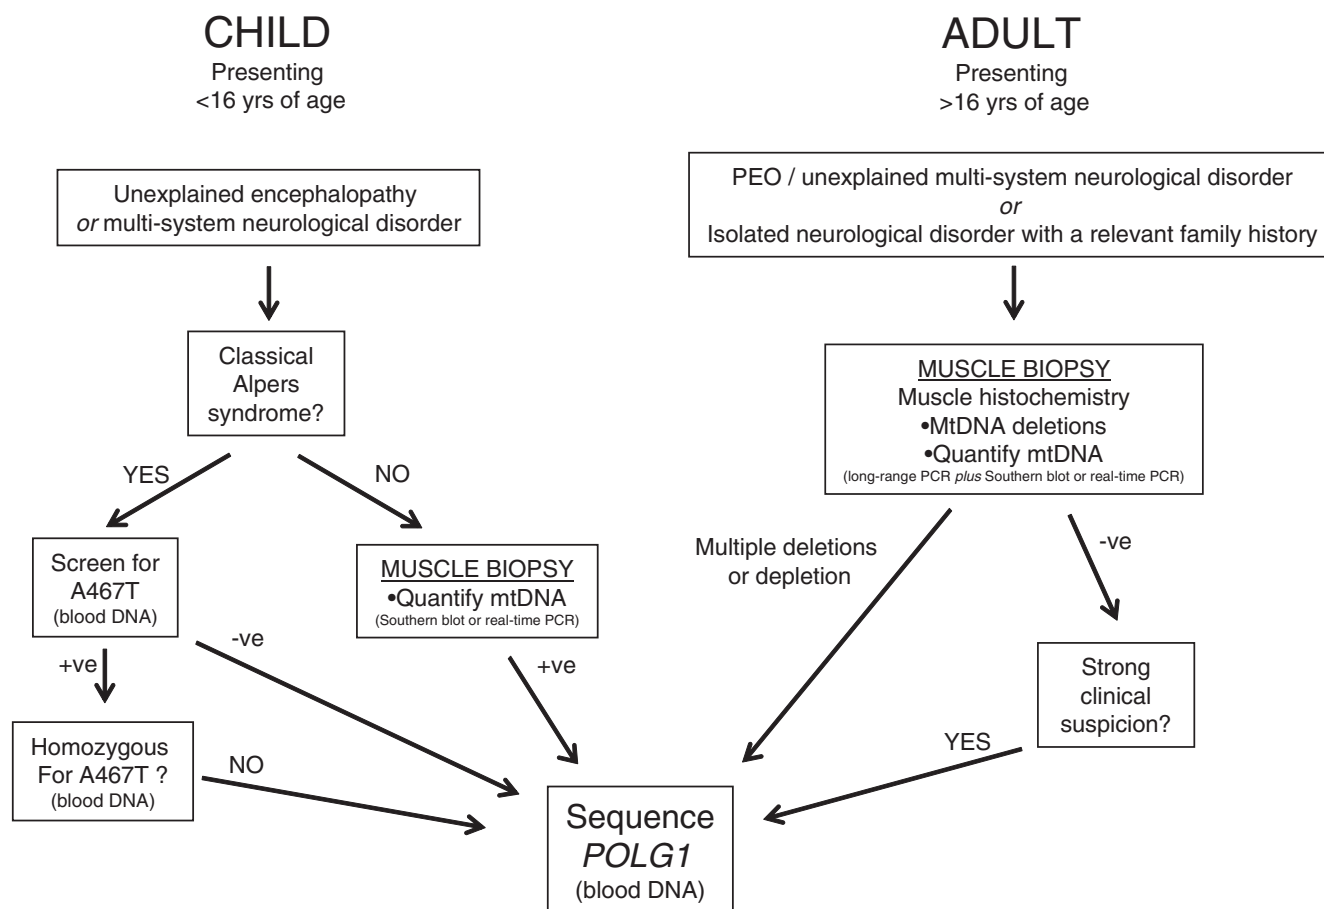 CHILD
Presenting
<16 yrs of age
Unexplained encephalopathy
or multi-system neurological disorder
Classical
Alpers
syndrome?
YES
NO
Screen for
A467T
(blood DNA)
MUSCLE BIOPSY
•Quantify mtDNA
(Southern blot or real-time PCR)
+ve
-ve
+ve
Homozygous
For A467T ?
(blood DNA)
NO
ADULT
Presenting
>16 yrs of age
PEO / unexplained multi-system neurological disorder
or
Isolated neurological disorder with a relevant family history
MUSCLE BIOPSY
Muscle histochemistry
•MtDNA deletions
•Quantify mtDNA
(long-range PCR plus Southern blot or real-time PCR)
Multiple deletions
or depletion
-ve
Strong
clinical
suspicion?
YES
Sequence
POLG1
(blood DNA)